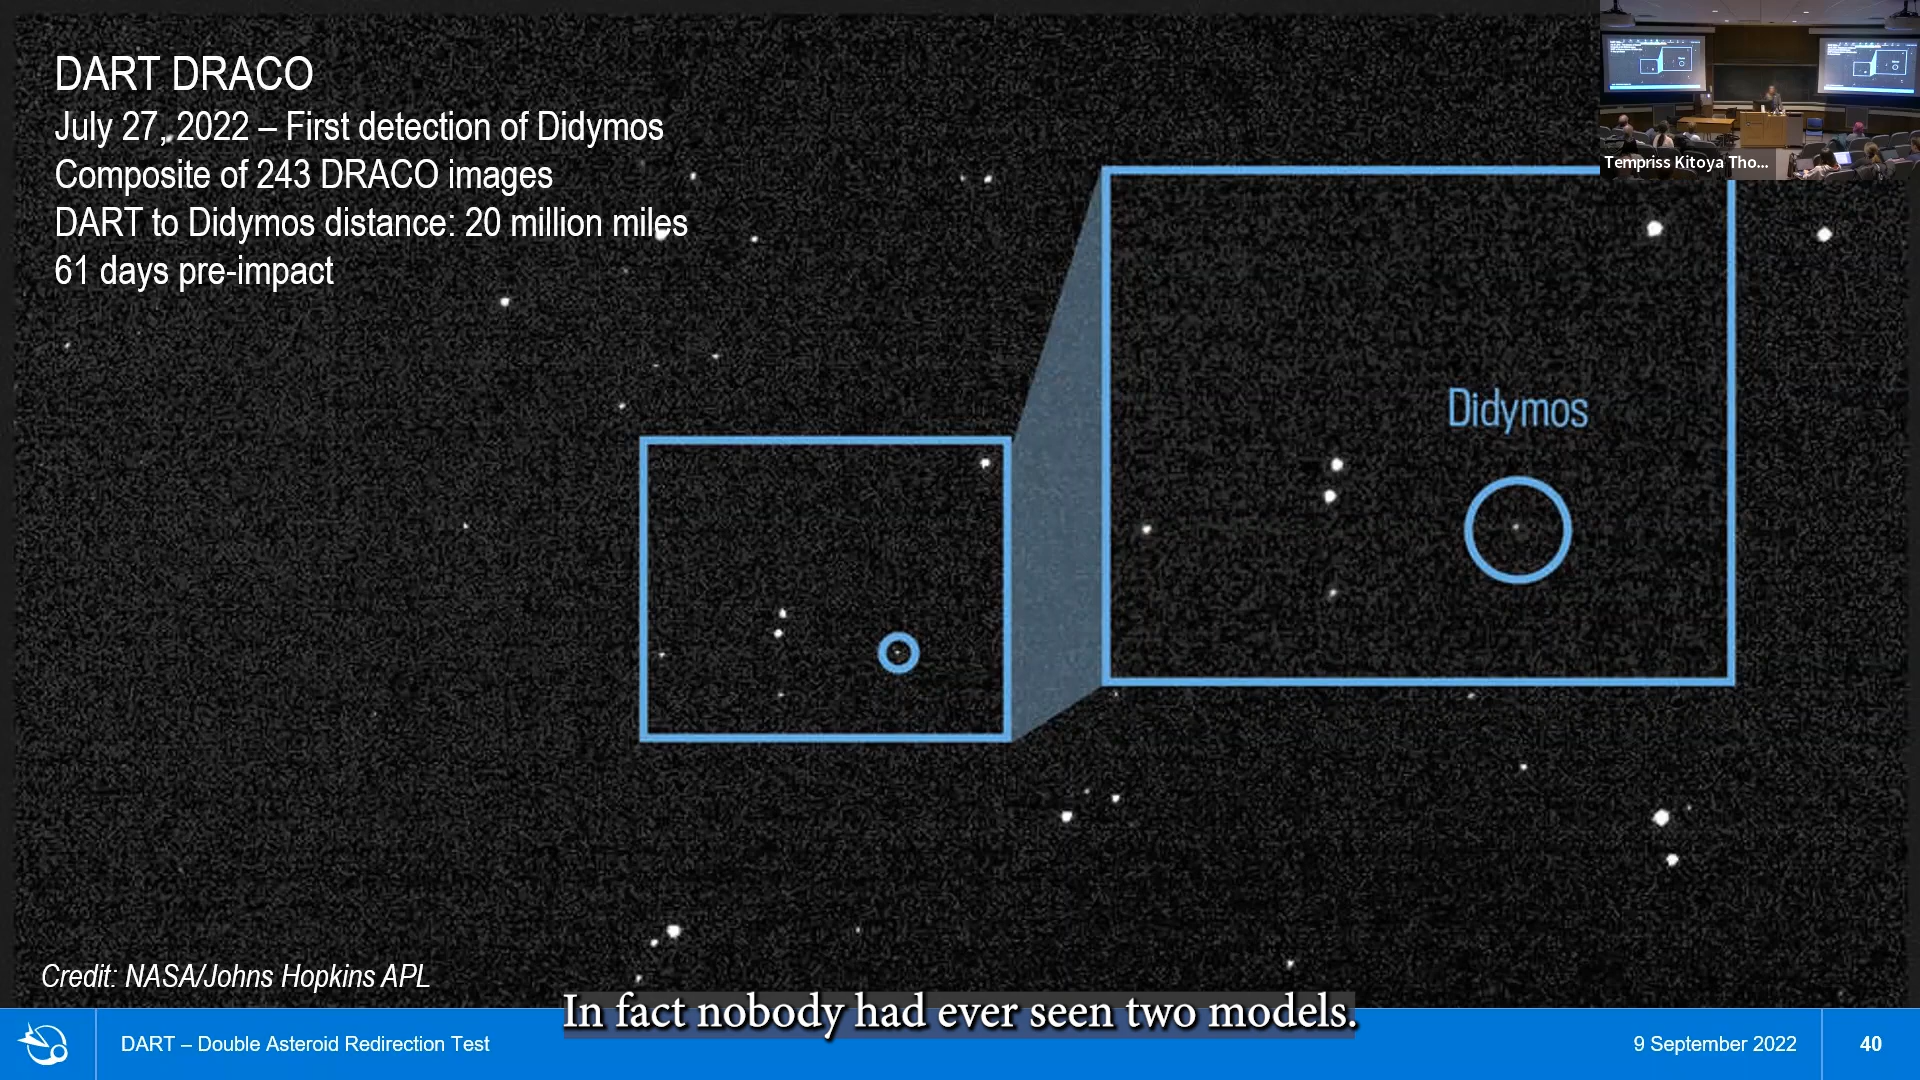 DART DRACO
July 27, 2022 – First detection of Didymos
Composite of 243 DRACO images
DART to Didymos distance: 20 million miles
61 days pre-impact
Tempriss Kitoya Tho...
Didymos
Credit: NASA/Johns Hopkins APL
In fact nobody had ever seen two models.
DART – Double Asteroid Redirection Test
9 September 2022
40